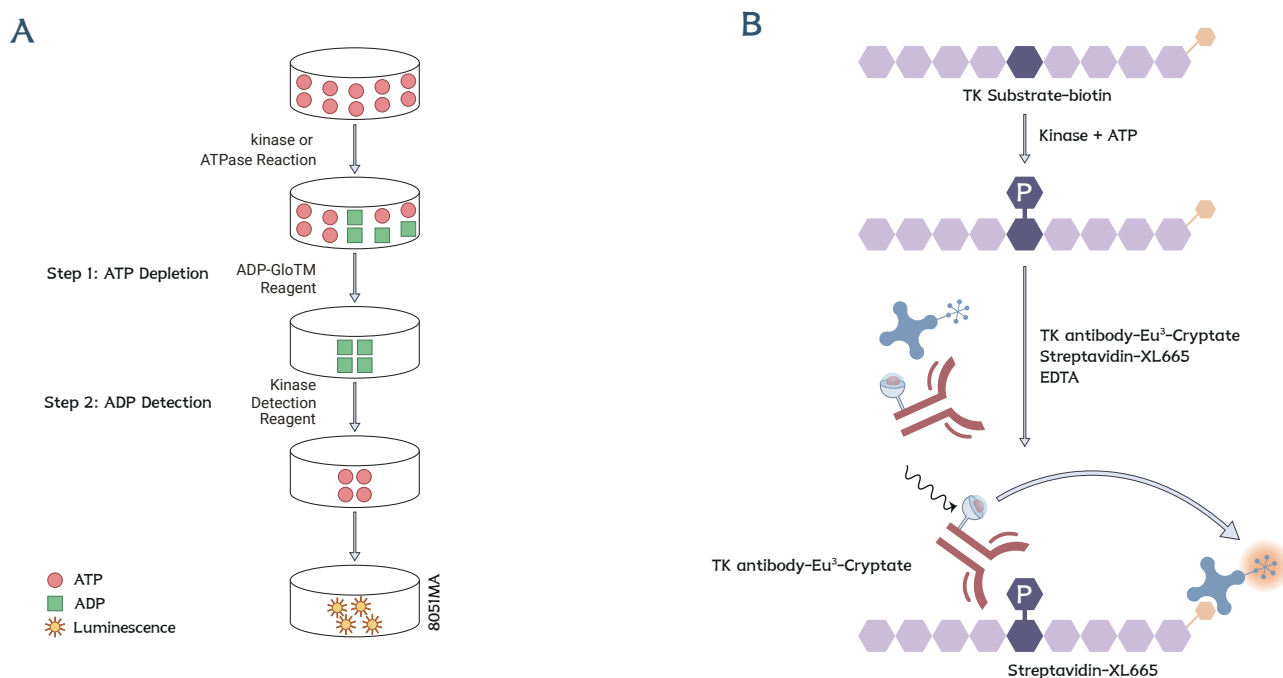 A
kinase or
ATPase Reaction
Step 1: ATP Depletion
ADP-GloTM
Reagent
Step 2: ADP Detection
Kinase
Detection
Reagent
ATP
ADP
Luminescence
8051MA
B
TK Substrate-biotin
Kinase + ATP
P
TK antibody-Eu³-Cryptate
Streptavidin-XL665
EDTA
TK antibody-Eu³-Cryptate
P
Streptavidin-XL665